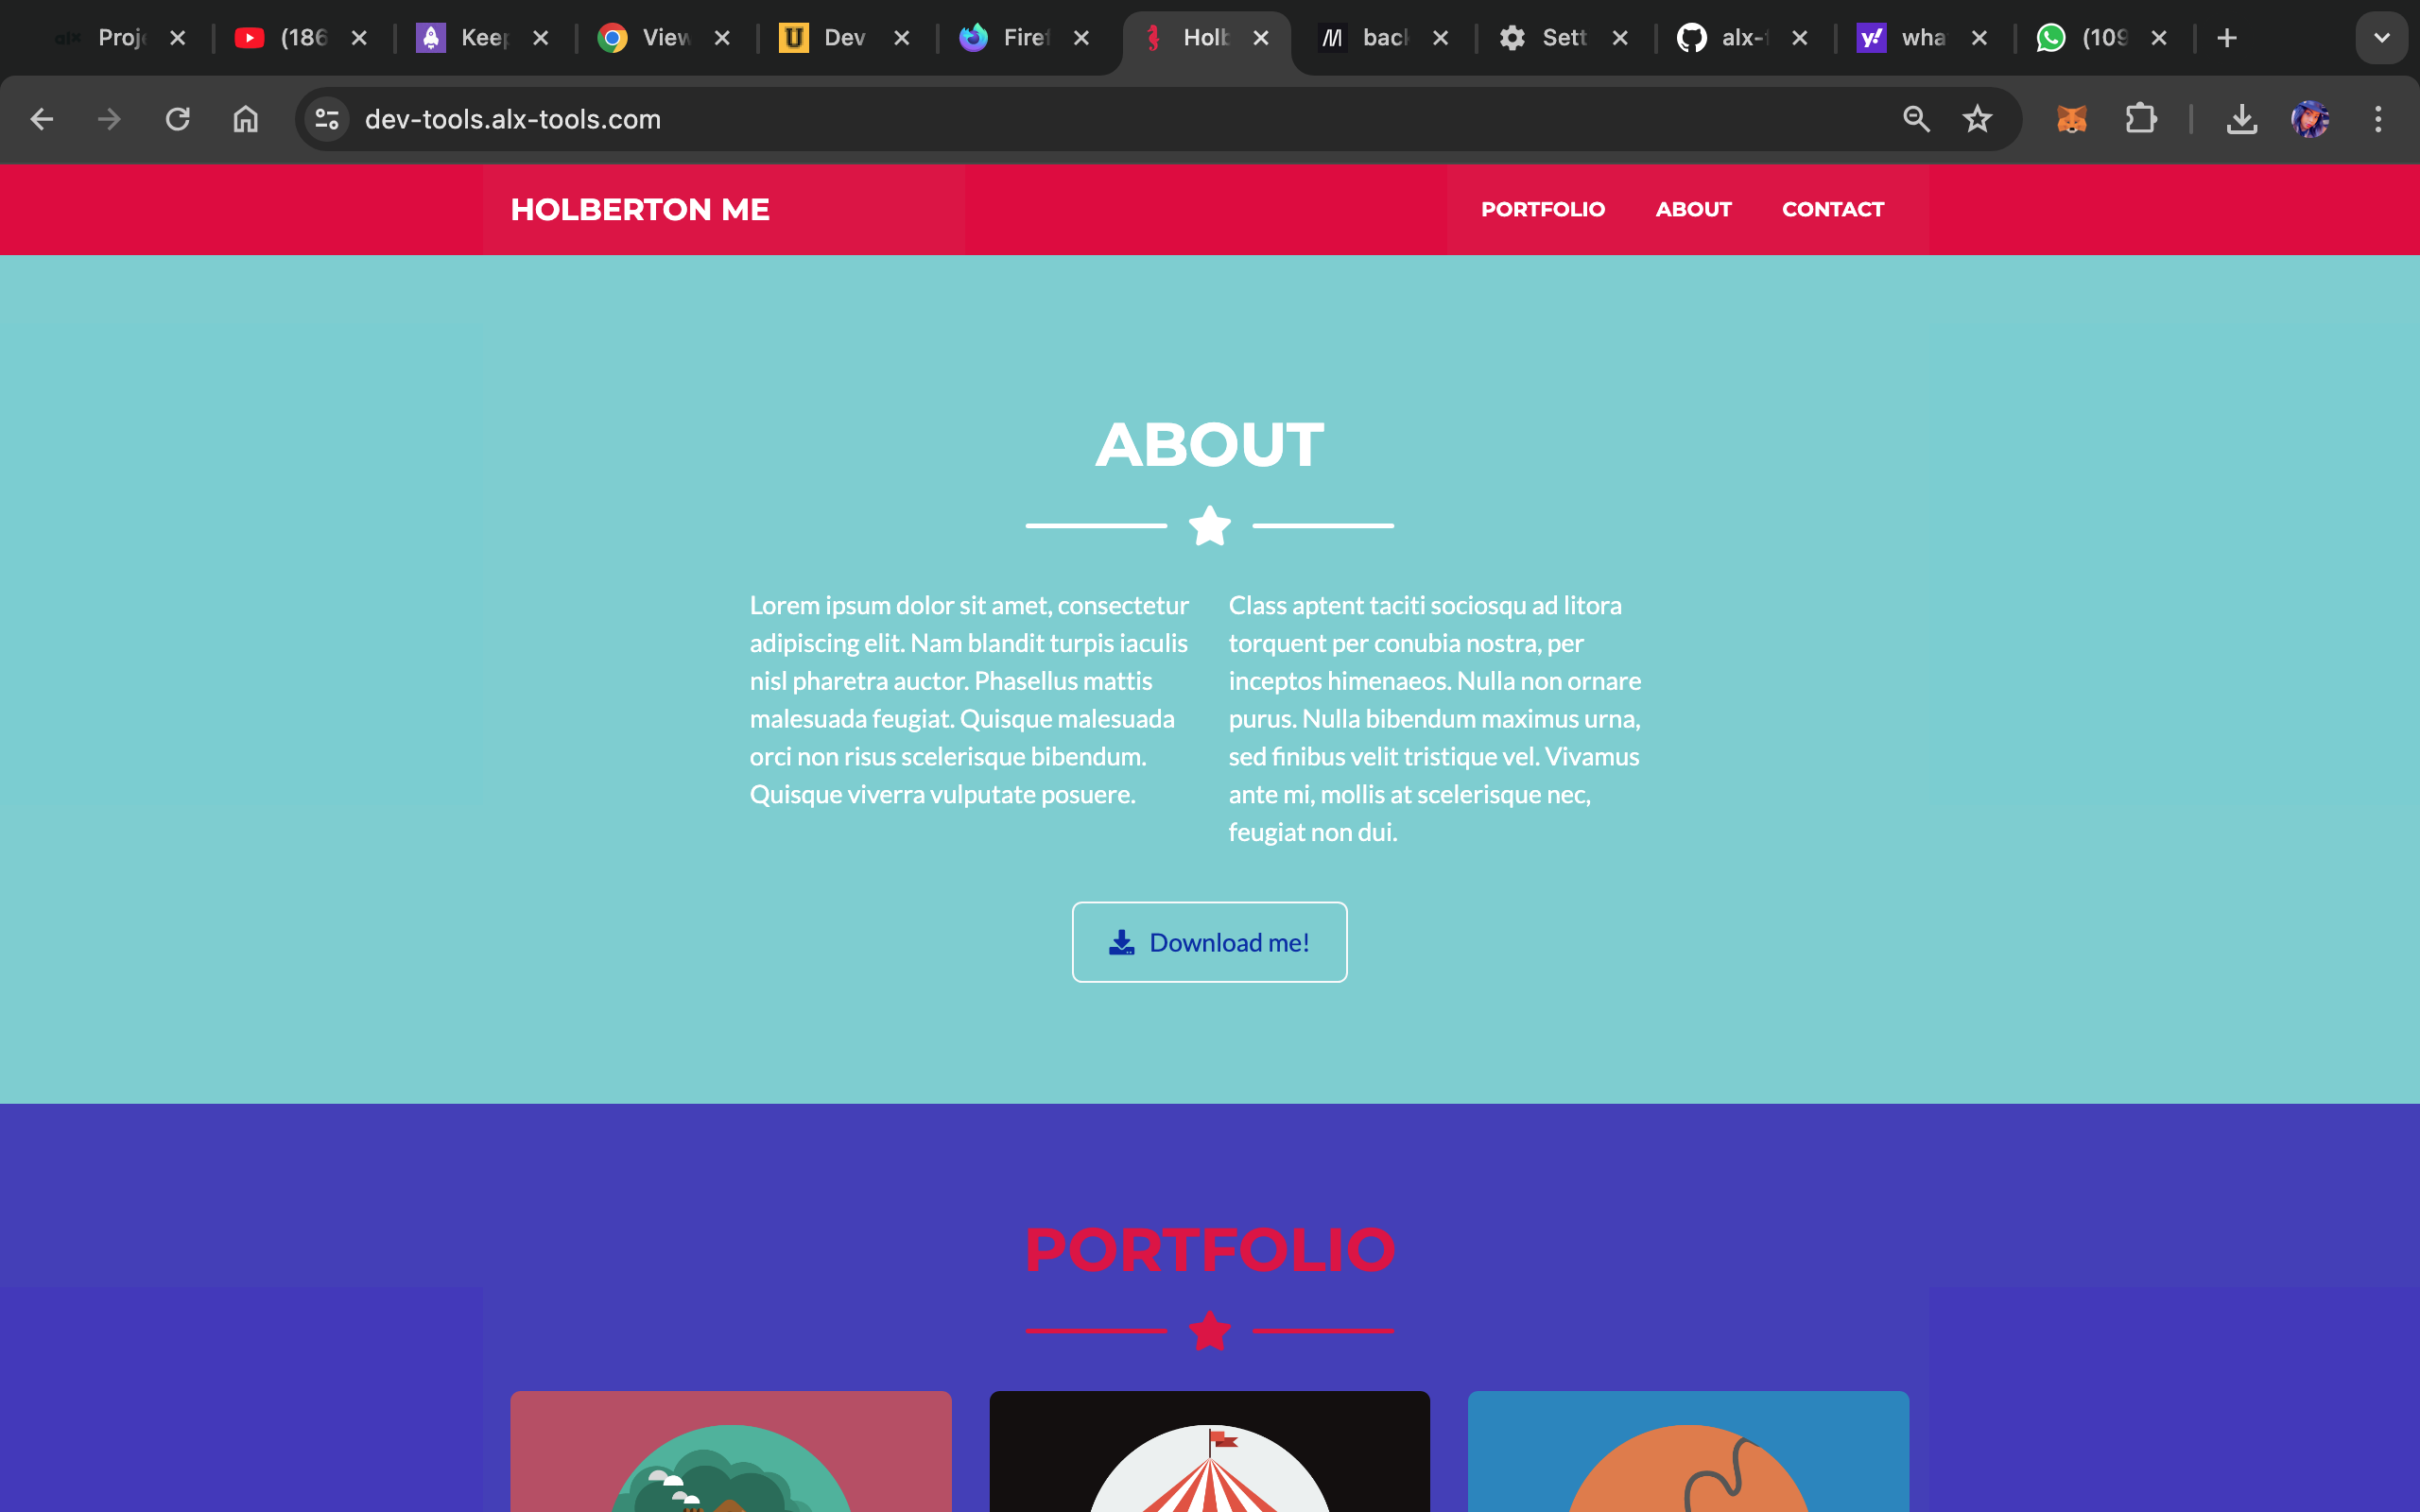 Proj
(186
Keep
View
Dev
Firef
Holb
back
Sett
alx-
wha
(109
dev-tools.alx-tools.com
HOLBERTON ME
PORTFOLIO ABOUT CONTACT
ABOUT
Lorem ipsum dolor sit amet, consectetur
adipiscing elit. Nam blandit turpis iaculis
nisl pharetra auctor. Phasellus mattis
malesuada feugiat. Quisque malesuada
orci non risus scelerisque bibendum.
Quisque viverra vulputate posuere.
Class aptent taciti sociosqu ad litora
torquent per conubia nostra, per
inceptos himenaeos. Nulla non ornare
purus. Nulla bibendum maximus urna,
sed finibus velit tristique vel. Vivamus
ante mi, mollis at scelerisque nec,
feugiat non dui.
Download me!
PORTFOLIO